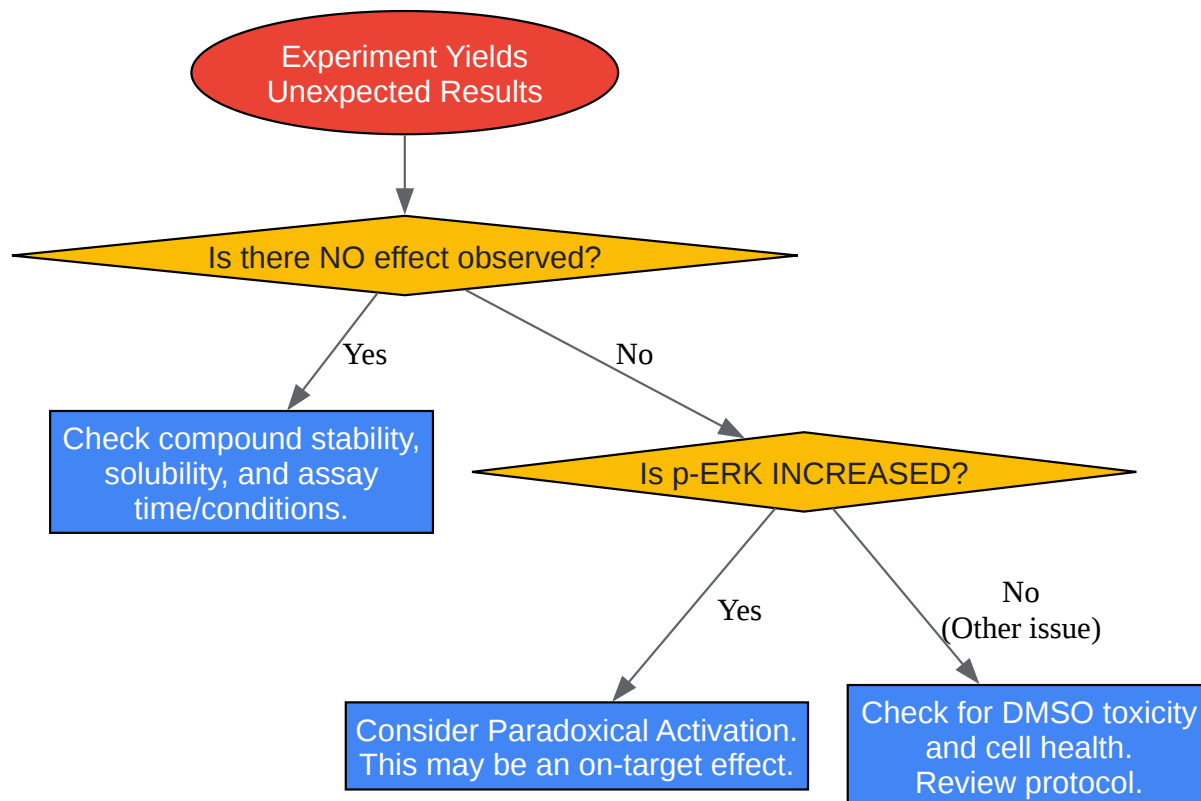 Experiment Yields
Unexpected Results
Is there NO effect observed?
Yes
No
Check compound stability,
solubility, and assay
time/conditions.
Is p-ERK INCREASED?
Yes
No
(Other issue)
Consider Paradoxical Activation.
This may be an on-target effect.
Check for DMSO toxicity
and cell health.
Review protocol.